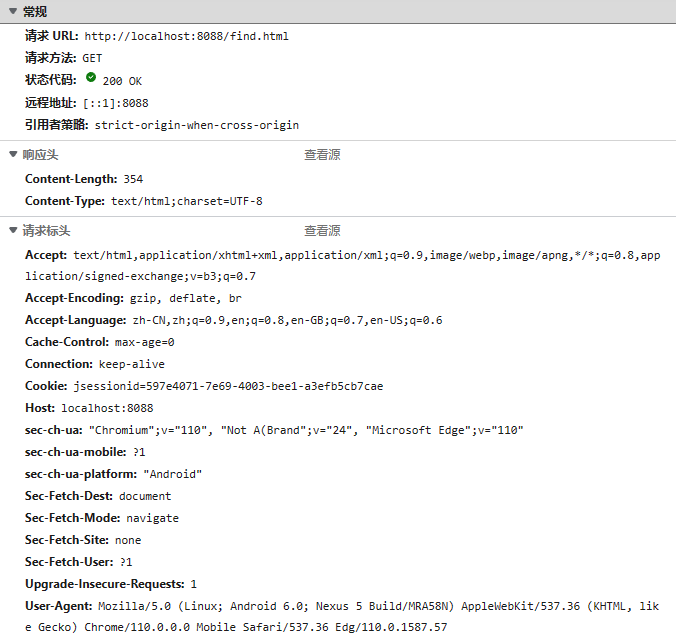 常规
请求 URL: http://localhost:8088/find.html
请求方法: GET
状态代码: 200 OK
远程地址: [::1]:8088
引用者策略: strict-origin-when-cross-origin
响应头 查看源
Content-Length: 354
Content-Type: text/html;charset=UTF-8
请求标头 查看源
Accept: text/html,application/xhtml+xml,application/xml;q=0.9,image/webp,image/apng,*/*;q=0.8,app
lication/signed-exchange;v=b3;q=0.7
Accept-Encoding: gzip, deflate, br
Accept-Language: zh-CN,zh;q=0.9,en;q=0.8,en-GB;q=0.7,en-US;q=0.6
Cache-Control: max-age=0
Connection: keep-alive
Cookie: jsessionid=597e4071-7e69-4003-bee1-a3efb5cb7cae
Host: localhost:8088
sec-ch-ua: "Chromium";v="110", "Not A(Brand";v="24", "Microsoft Edge";v="110"
sec-ch-ua-mobile: ?1
sec-ch-ua-platform: "Android"
Sec-Fetch-Dest: document
Sec-Fetch-Mode: navigate
Sec-Fetch-Site: none
Sec-Fetch-User: ?1
Upgrade-Insecure-Requests: 1
User-Agent: Mozilla/5.0 (Linux; Android 6.0; Nexus 5 Build/MRA58N) AppleWebKit/537.36 (KHTML, lik
e Gecko) Chrome/110.0.0.0 Mobile Safari/537.36 Edg/110.0.1587.57